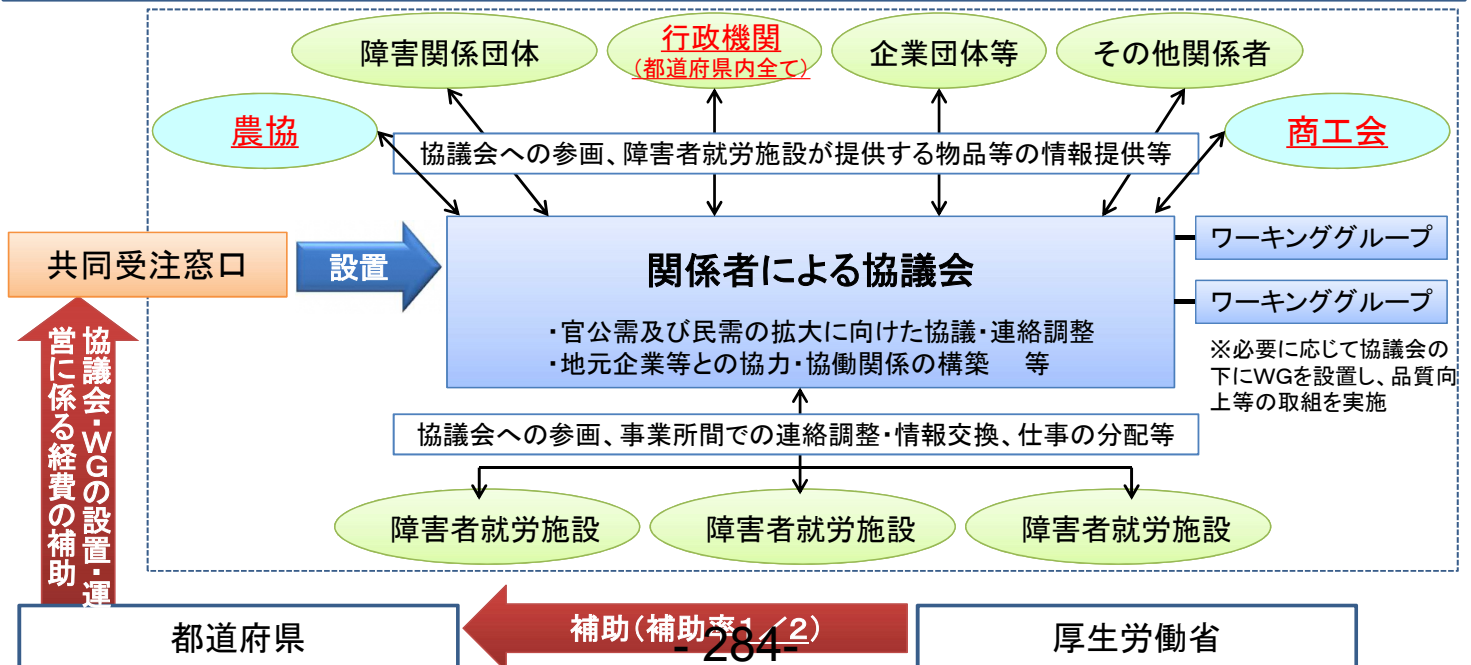 障害関係団体
行政機関
(都道府県内全て)
企業団体等
その他関係者
農協
商工会
協議会への参画、障害者就労施設が提供する物品等の情報提供等
共同受注窓口
設置
関係者による協議会
・官公需及び民需の拡大に向けた協議・連絡調整
・地元企業等との協力・協働関係の構築　等
ワーキンググループ
ワーキンググループ
※必要に応じて協議会の
下にWGを設置し、品質向
上等の取組を実施
協議会・WGの設置・運
営に係る経費の補助
協議会への参画、事業所間での連絡調整・情報交換、仕事の分配等
障害者就労施設
障害者就労施設
障害者就労施設
都道府県
補助(補助率1／2)
厚生労働省
- 284-